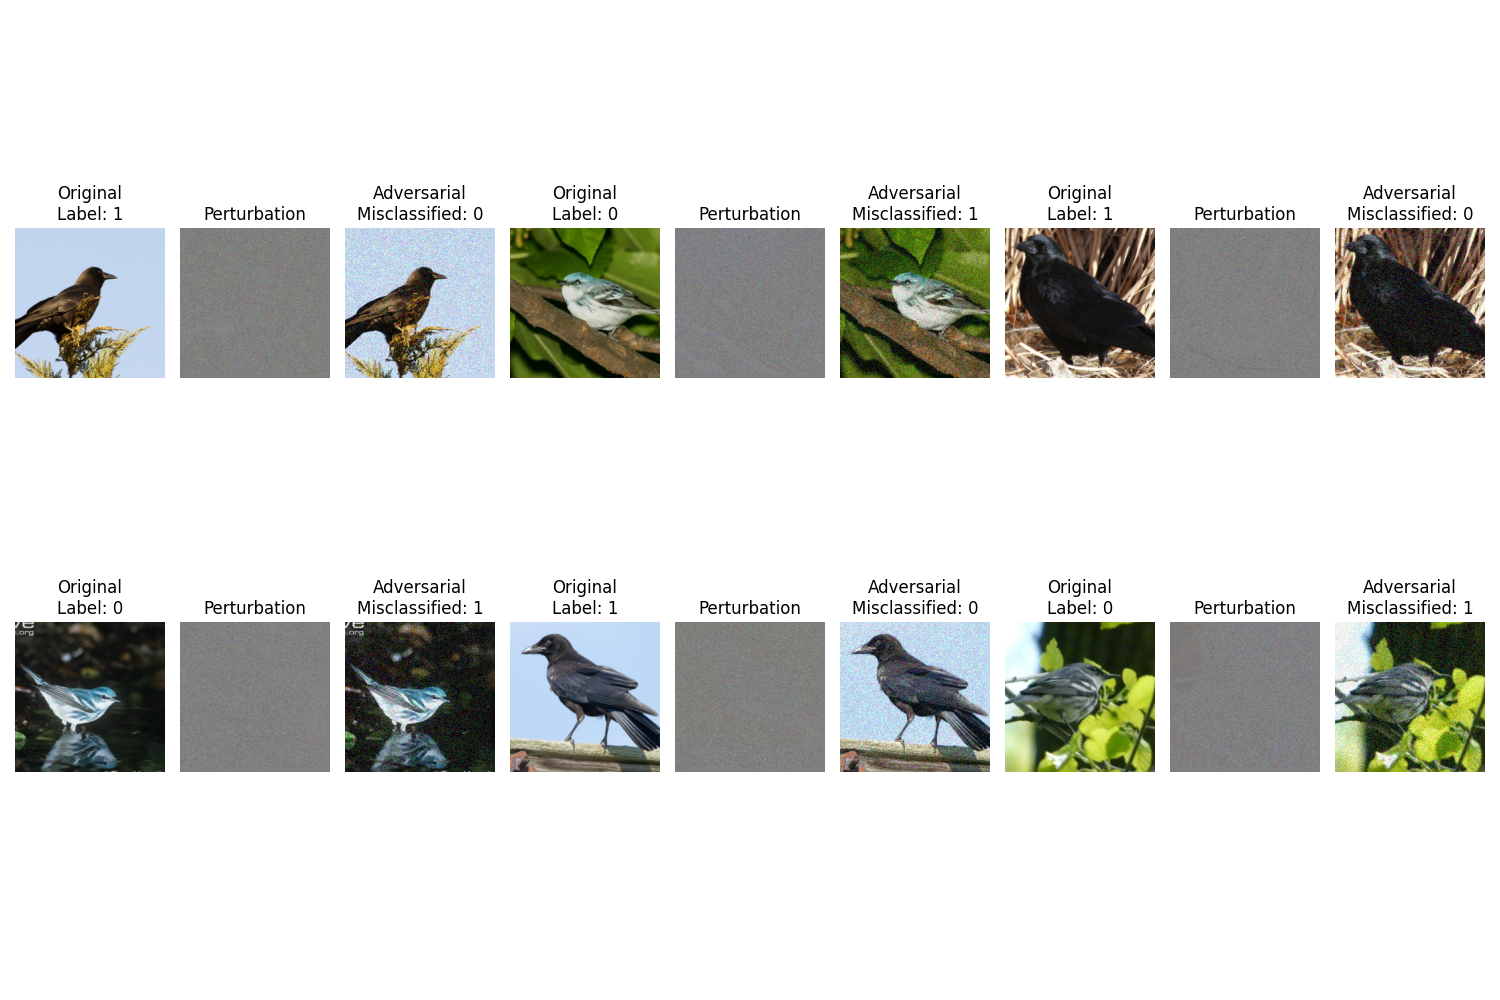 Original
Label: 1
Perturbation
Adversarial
Misclassified: 0
Original
Label: 0
Perturbation
Adversarial
Misclassified: 1
Original
Label: 1
Perturbation
Adversarial
Misclassified: 0
Original
Label: 0
Perturbation
Adversarial
Misclassified: 1
Original
Label: 1
Perturbation
Adversarial
Misclassified: 0
Original
Label: 0
Perturbation
Adversarial
Misclassified: 1
.org
.org